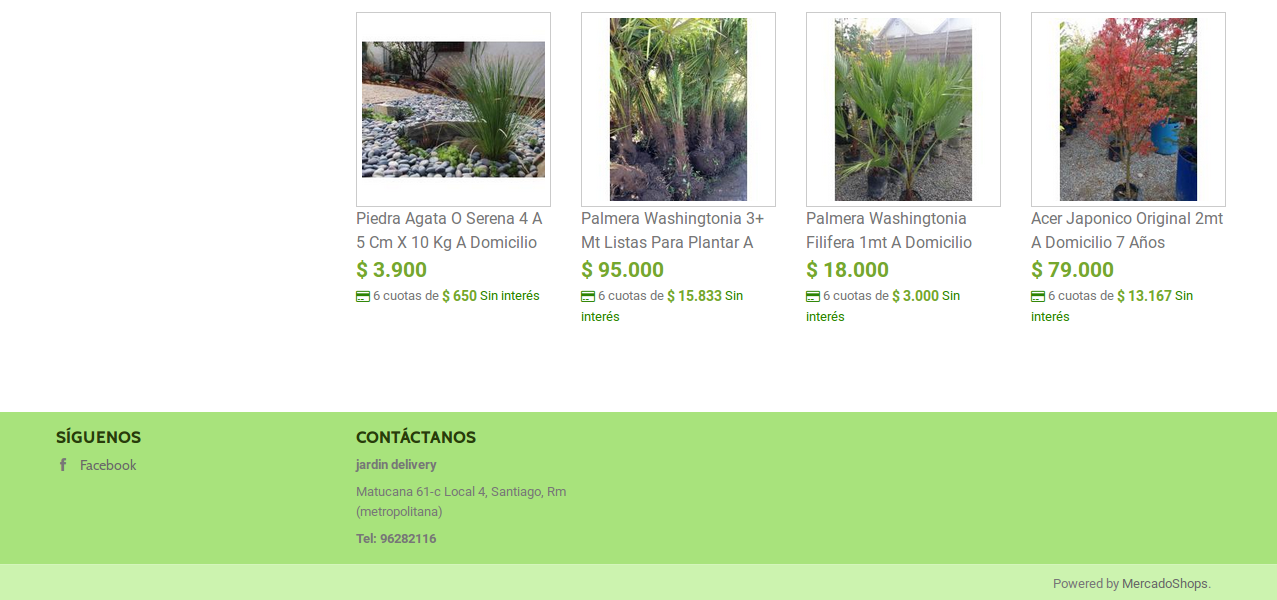 Piedra Agata O Serena 4 A
5 Cm X 10 Kg A Domicilio
$ 3.900
6 cuotas de $ 650 Sin interés
Palmera Washingtonia 3+
Mt Listas Para Plantar A
$ 95.000
6 cuotas de $ 15.833 Sin
interés
Palmera Washingtonia
Filifera 1mt A Domicilio
$ 18.000
6 cuotas de $ 3.000 Sin
interés
Acer Japonico Original 2mt
A Domicilio 7 Años
$ 79.000
6 cuotas de $ 13.167 Sin
interés
SÍGUENOS
Facebook
CONTÁCTANOS
jardin delivery
Matucana 61-c Local 4, Santiago, Rm
(metropolitana)
Tel: 96282116
Powered by MercadoShops.